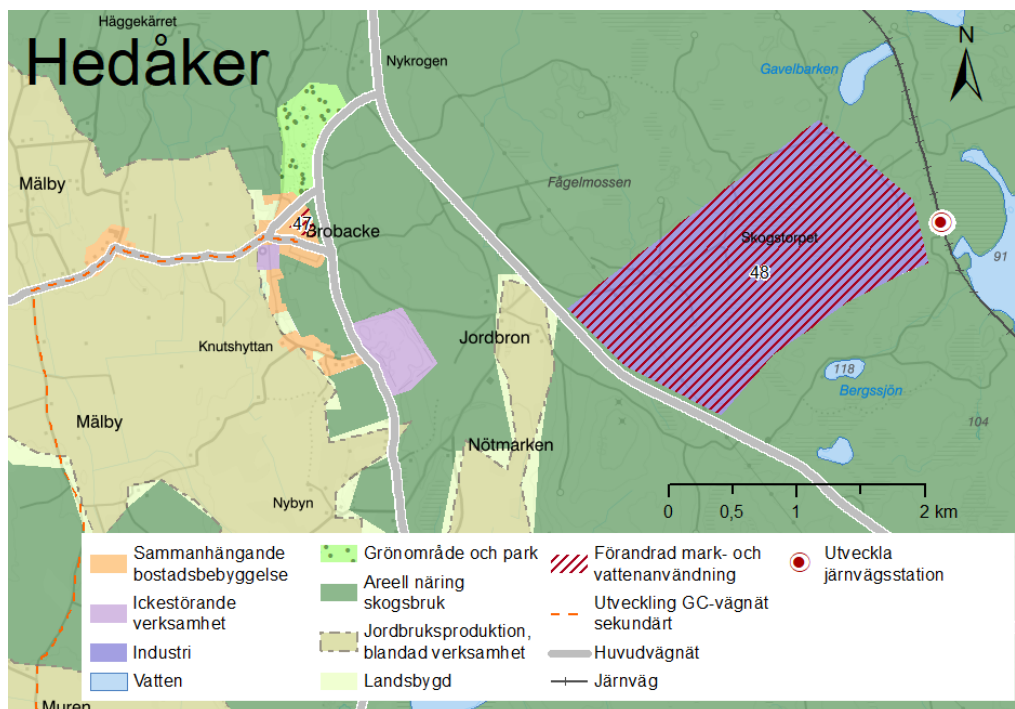 Häggekärret
Hedåker
Nykrogen
N
Gavelbarken
Mälby
Fågelmossen
47
Brobacke
Skogstorpet
48
91
Knutshyttan
Jordbron
118
Bergssjön
Mälby
104
Nötmarken
Nybyn
0
0,5
1
2 km
Sammanhängande
bostadsbebyggelse
Ickestörande
verksamhet
Industri
Vatten
Grönområde och park
Areell näring
skogsbruk
Jordbruksproduktion,
blandad verksamhet
Landsbygd
Förandrad mark- och
vattenanvändning
Utveckling GC-vägnät
sekundärt
Huvudvägnät
Järnväg
Utveckla
järnvägsstation
Muren